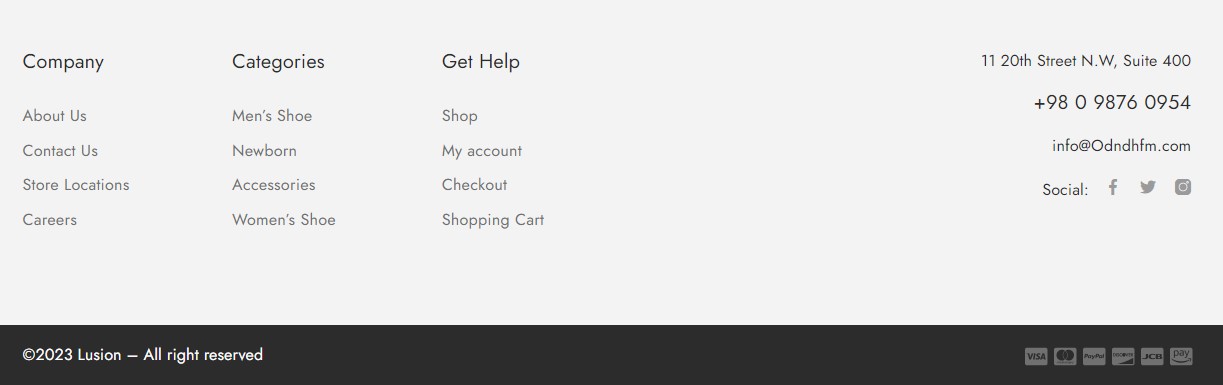 Company
About Us
Contact Us
Store Locations
Careers
Categories
Men's Shoe
Newborn
Accessories
Women's Shoe
Get Help
Shop
My account
Checkout
Shopping Cart
11 20th Street N.W, Suite 400
+98 0 9876 0954
info@Odndhfm.com
Social:
©2023 Lusion – All right reserved
VISA
PayPal
DISCOVER
JCB
pay